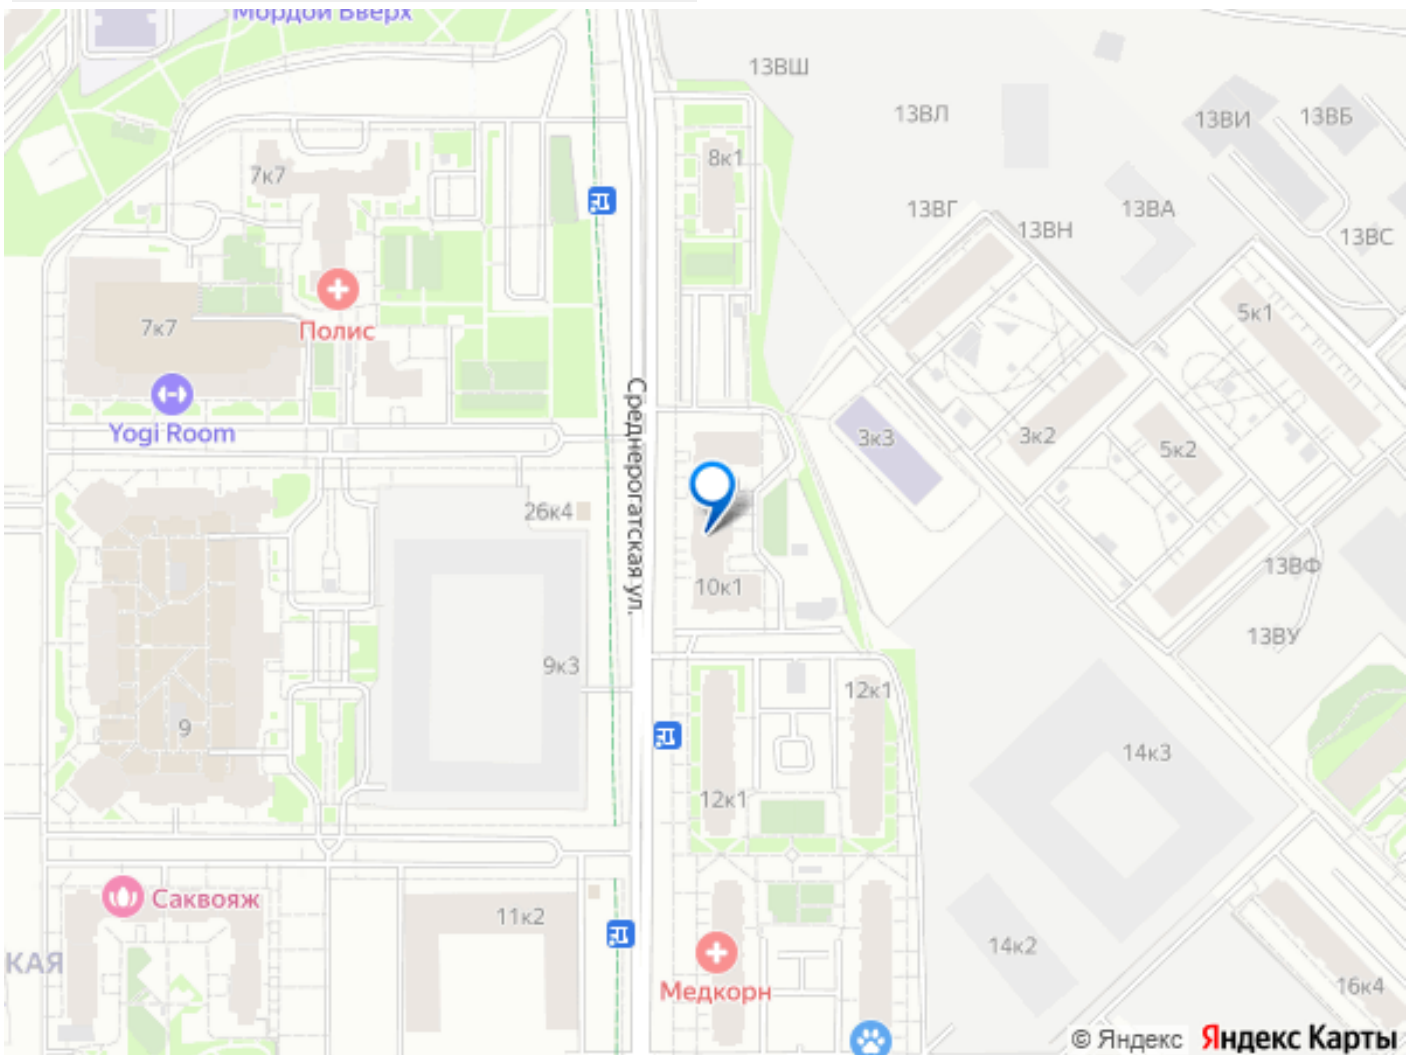 Мордой Вверх
13ВШ
13ВЛ
13ВИ
13ВБ
8к1
7к7
13ВГ
13ВН
13ВА
13ВС
5к1
7к7
Полис
Yogi Room
Среднерогатская ул.
3к3
3к2
5к2
26к4
10к1
13ВФ
13ВУ
9к3
12к1
9
14к3
12к1
Саквояж
11к2
14к2
КАЯ
Медкорн
16к4
© Яндекс Яндекс Карты